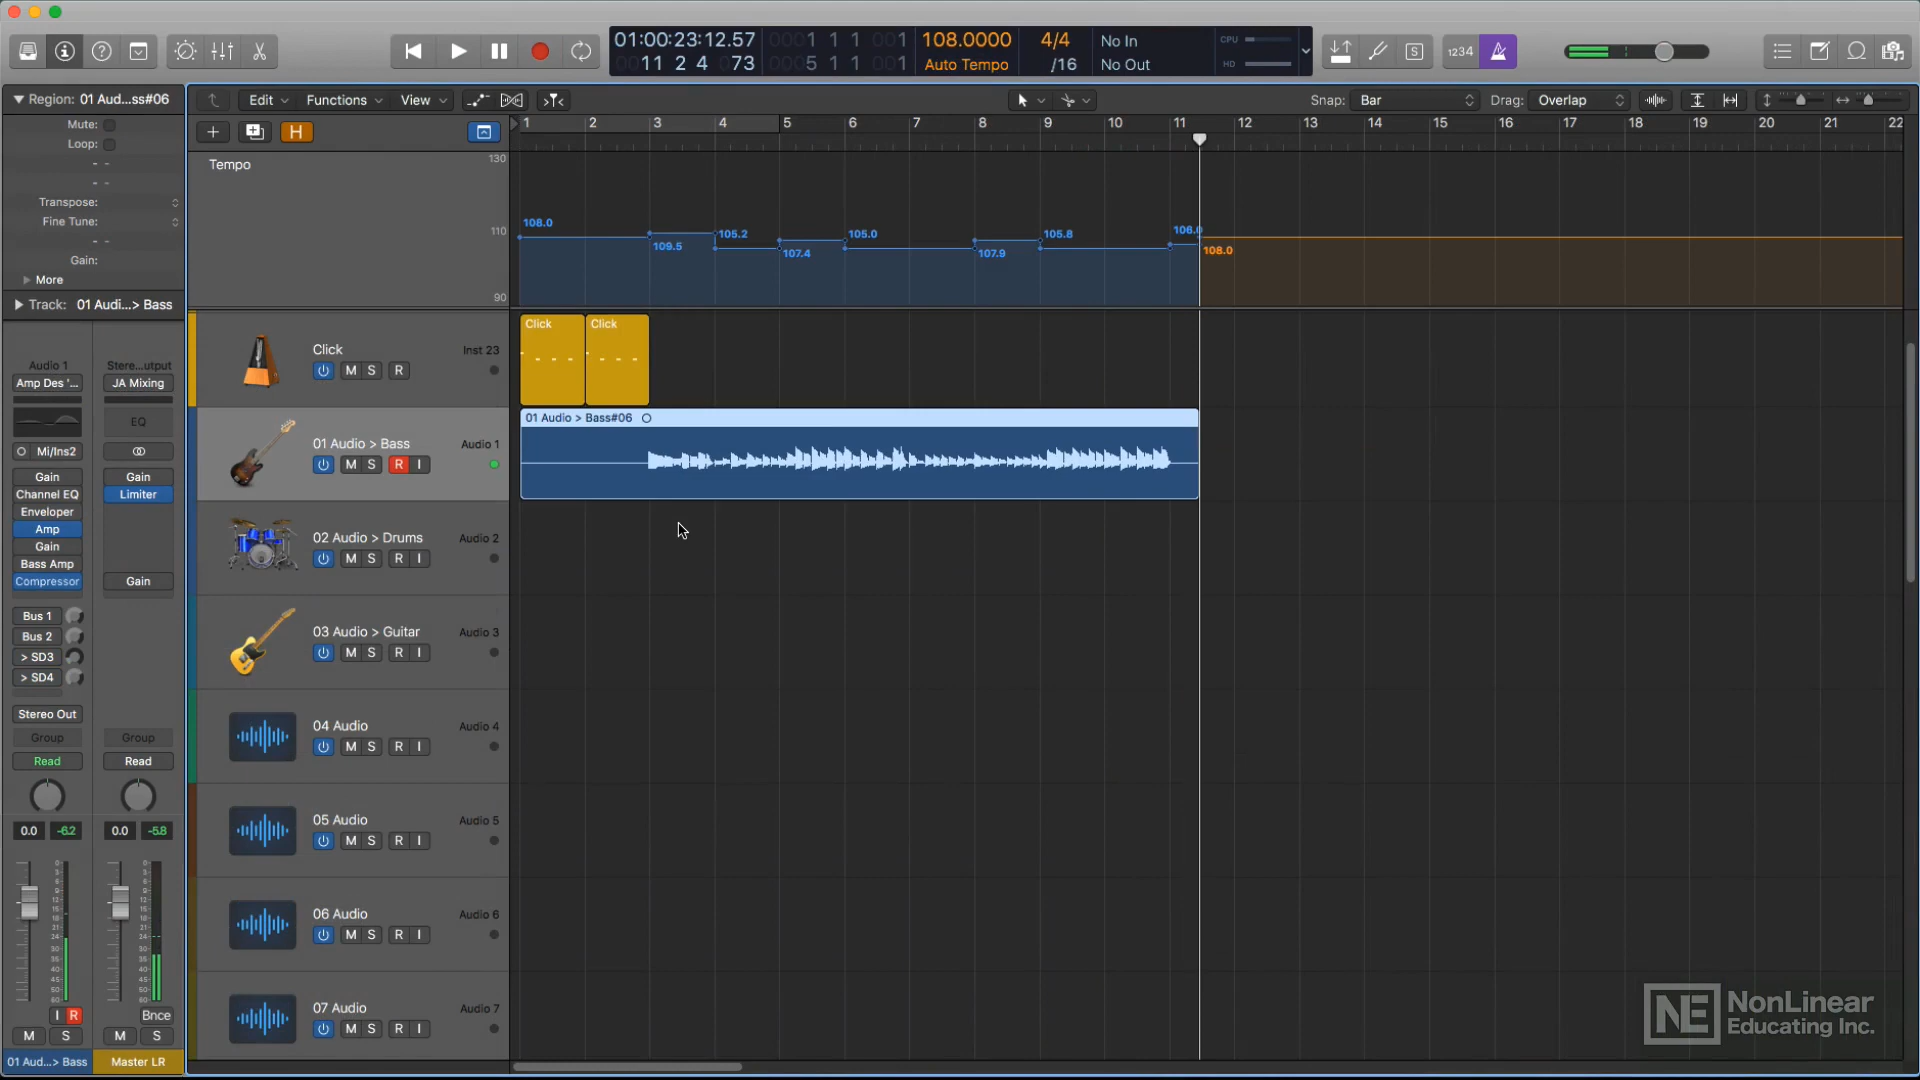 01:00:23:12.57
0001 1 1 001
108.0000
4/4
No In
CPU
0011 2 4 073
0005 1 1 001
Auto Tempo
/16
No Out
HD
S
1234
Region: 01 Aud...ss#06
Edit
Functions
View
Snap: Bar
Drag: Overlap
Mute:
Loop:
H
1 2 3 4 5 6 7 8 9 10 11 12 13 14 15 16 17 18 19 20 21 22
Tempo
130
110
90
108.0
109.5
105.2
107.4
105.0
107.9
105.8
106.0
108.0
Transpose:
Fine Tune:
Gain:
More
Track: 01 Audi...> Bass
Click
Inst 23
M S R
Click
Click
Audio 1
Stere...utput
Amp Des '...
JA Mixing
EQ
Mi/Ins2
Gain
Gain
Channel EQ
Limiter
Enveloper
Amp
Gain
Bass Amp
Compressor
Gain
Bus 1
Bus 2
> SD3
> SD4
Stereo Out
Group
Group
Read
Read
0.0 -6.2
0.0 -5.8
I R
Bnce
M S
M S
01 Aud...> Bass
Master LR
01 Audio > Bass
Audio 1
M S R I
01 Audio > Bass#06
02 Audio > Drums
Audio 2
M S R I
03 Audio > Guitar
Audio 3
M S R I
04 Audio
Audio 4
M S R I
05 Audio
Audio 5
M S R I
06 Audio
Audio 6
M S R I
07 Audio
Audio 7
M S R I
NE
NonLinear
Educating Inc.